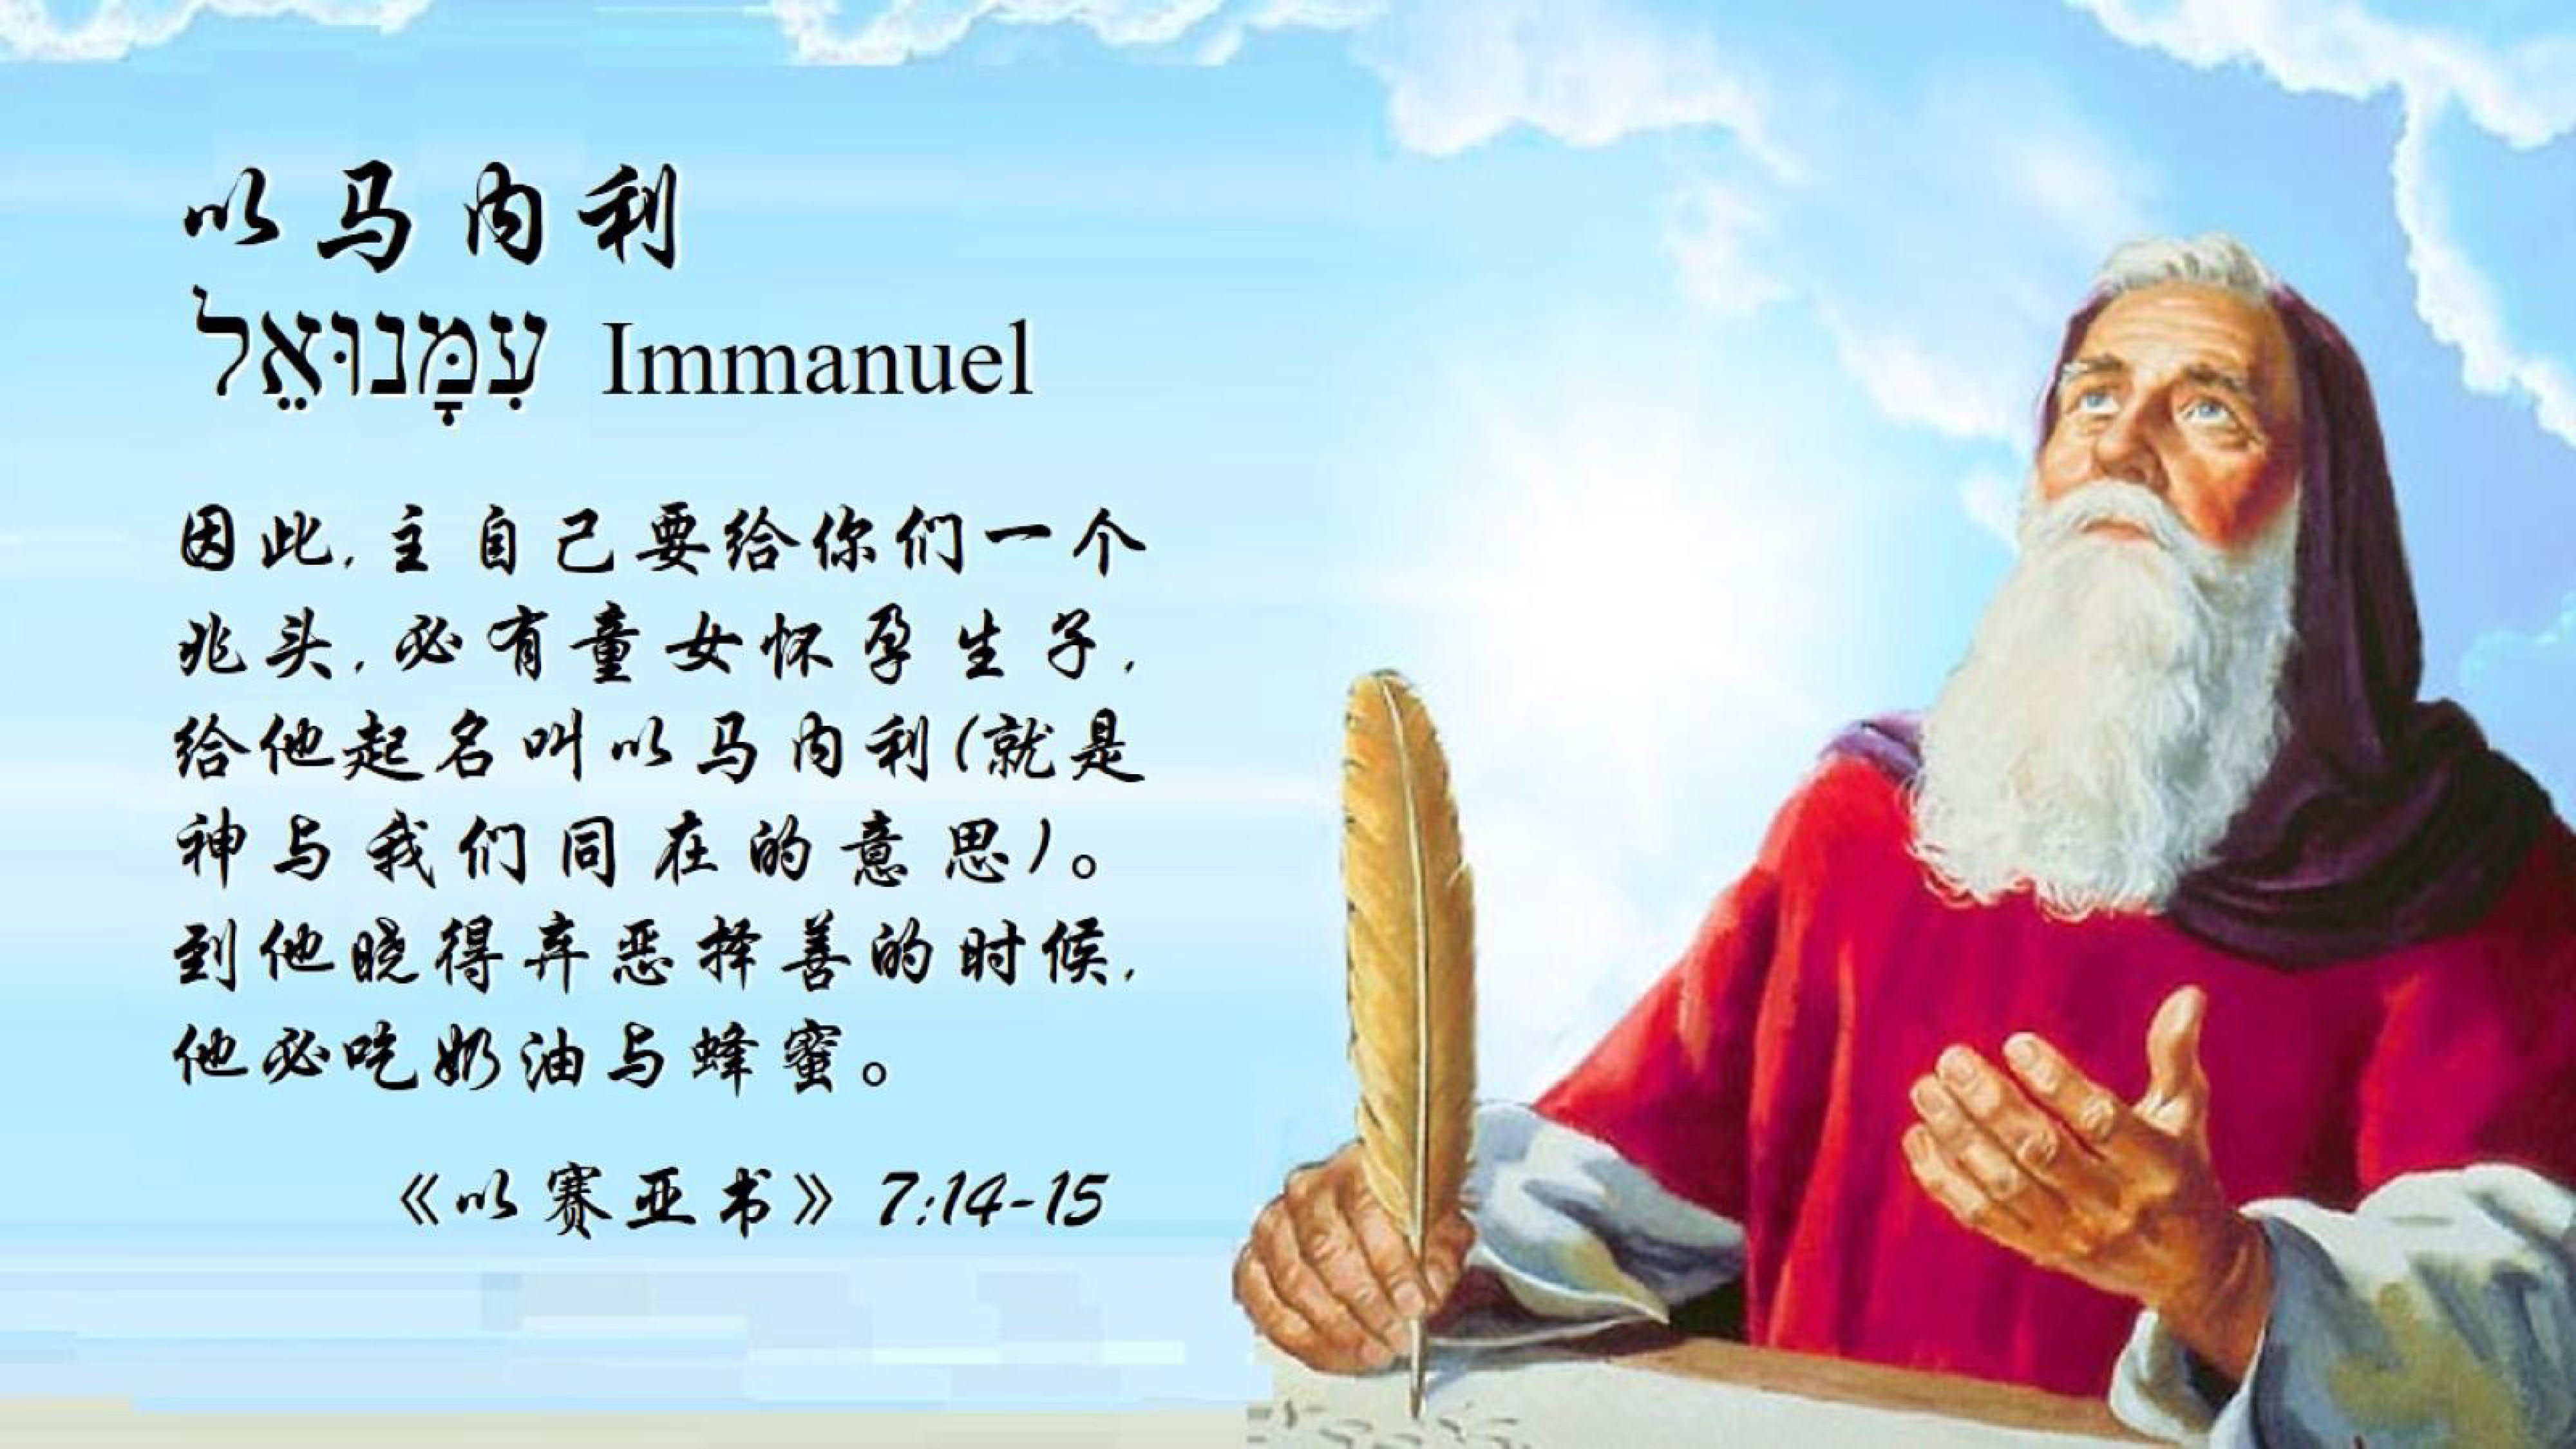 以马内利
עִמָּנוּאֵל Immanuel
因此,主自己要给你们一个
兆头,必有童女怀孕生子,
给他起名叫以马内利(就是
神与我们同在的意思)。
到他晓得弃恶择善的时候,
他必吃奶油与蜂蜜。
《以赛亚书》7:14-15